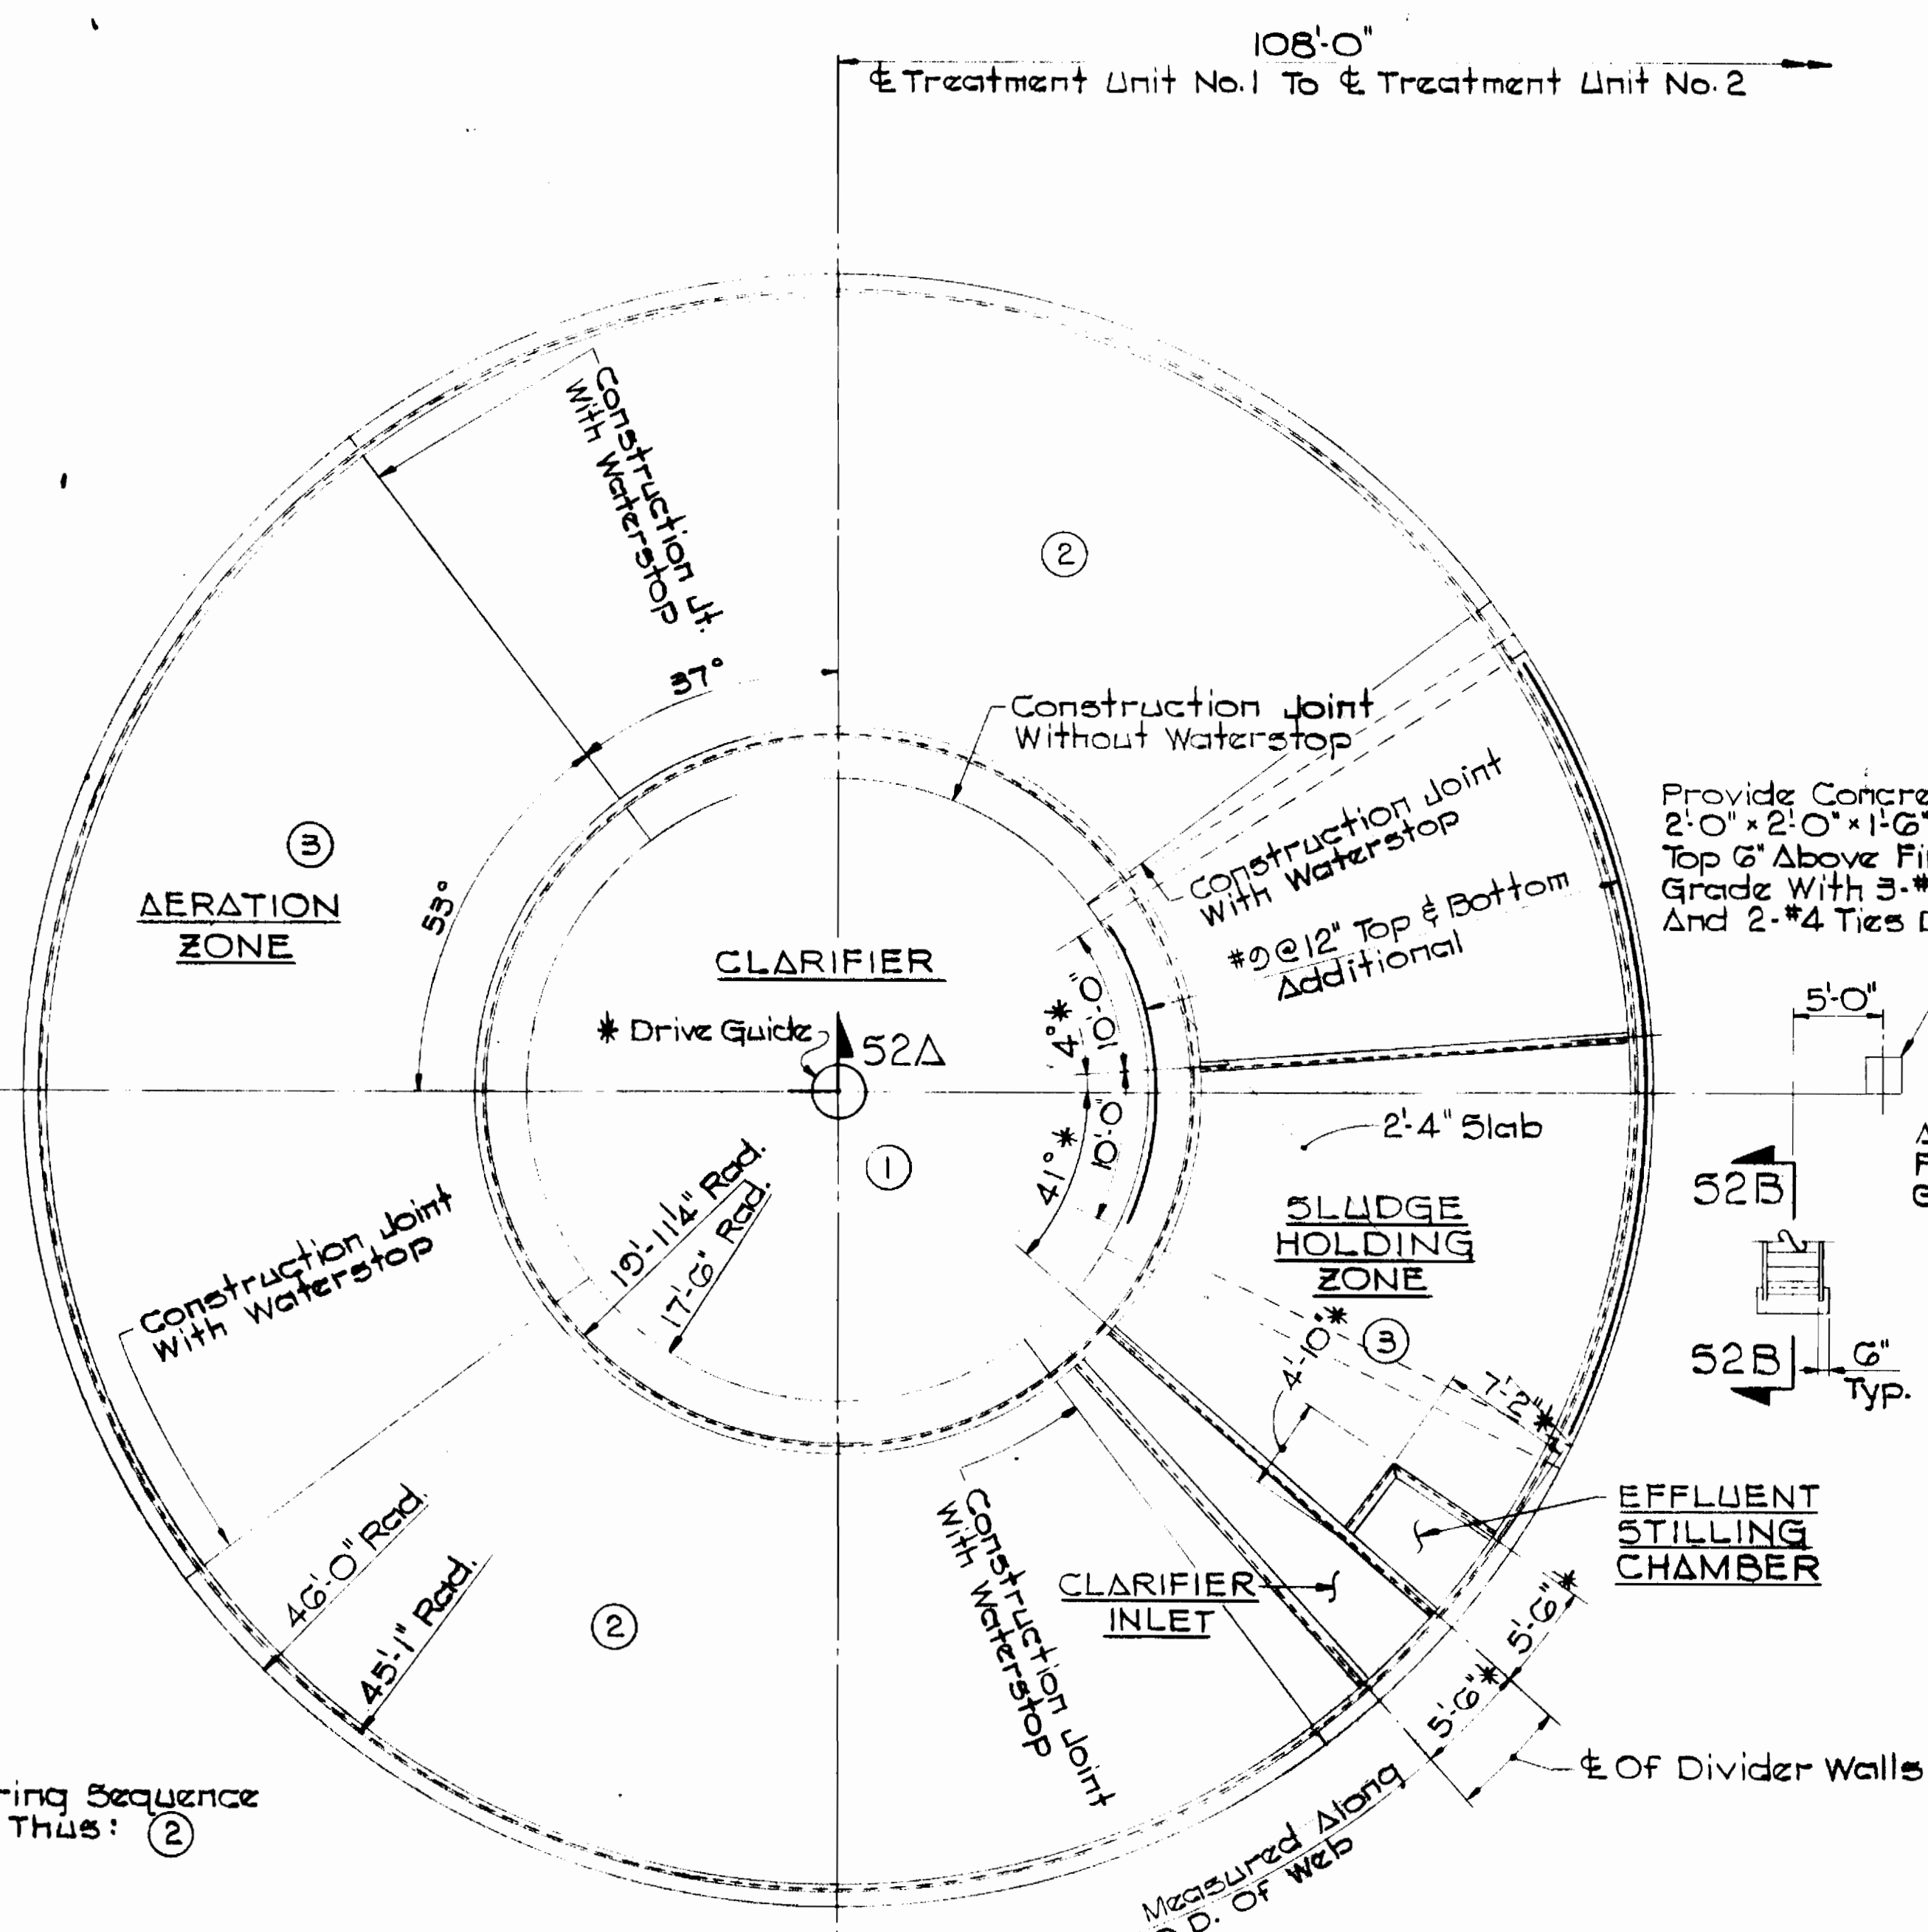 108'-0"
℄ Treatment Unit No.1 To ℄ Treatment Unit No.2
Construction Jt.
With Waterstop
2
37°
Construction Joint
Without Waterstop
Construction Joint
With Waterstop
#9@12" Top & Bottom
Additional
Provide Concre
2'-0" x 2'-0" x 1'-6"
Top 6" Above Fi
Grade With 3-#
And 2-#4 Ties
3
AERATION
ZONE
53°
CLARIFIER
* Drive Guide
52A
4°*
10'-0"
5'-0"
1
41°*
10'-0"
2'-4" Slab
SLUDGE
HOLDING
ZONE
3
52B
52B
6"
Typ.
19'-11¼" Rad.
17'-6" Rad.
Construction Joint
With Waterstop
4'-10"*
7'-2"*
EFFLUENT
STILLING
CHAMBER
46'-0" Rad.
45'-1" Rad.
2
Construction Joint
With Waterstop
CLARIFIER
INLET
5'-6"*
5'-6"*
℄ Of Divider Walls
Measured Along
D. Of Web
ring Sequence
Thus: 2